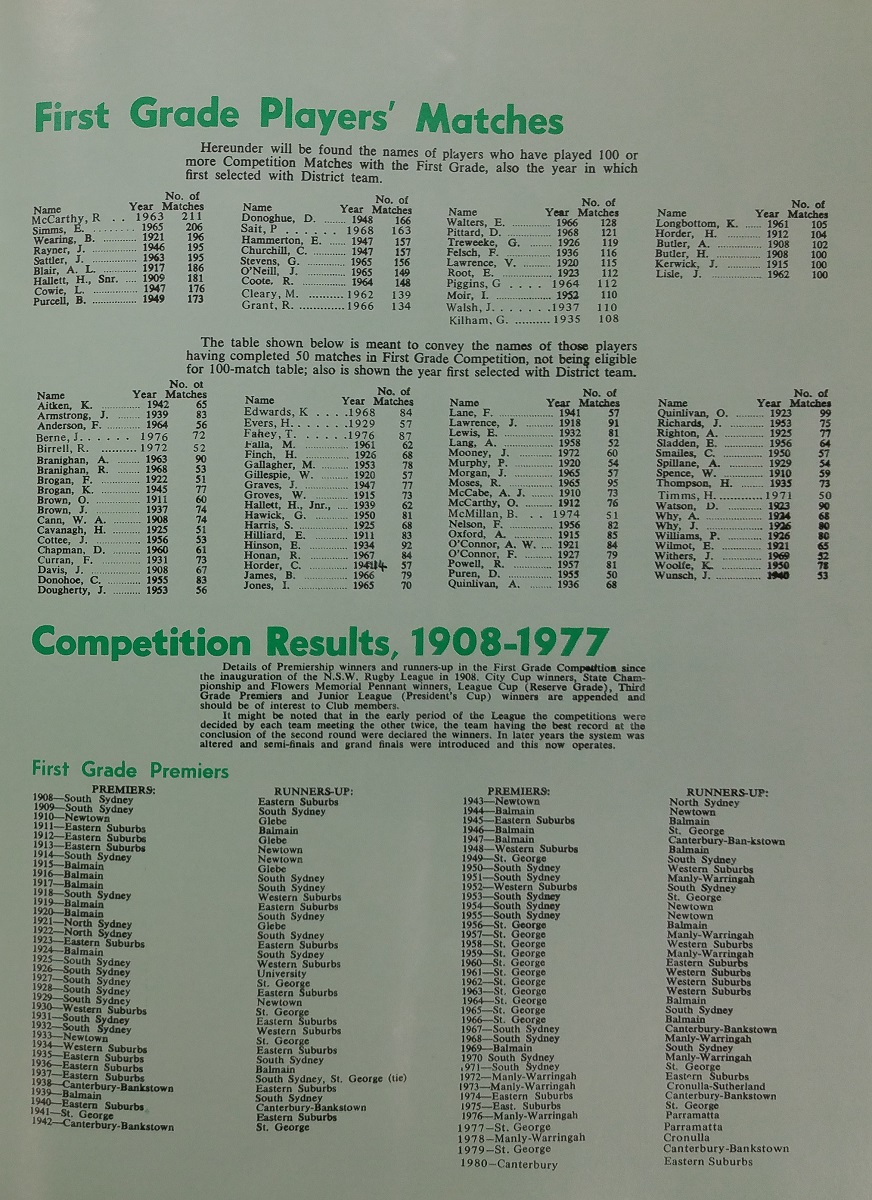 First Grade Players' Matches
Hereunder will be found the names of players who have played 100 or
more Competition Matches with the First Grade, also the year in which
first selected with District team.
Name Year No. of Matches
McCarthy, R . . 1963 211
Simms, E. ......... 1965 206
Wearing, B. ............ 1921 196
Rayner, J. ............ 1946 195
Sattler, J. ............ 1963 195
Blair, A. L. ............ 1917 186
Hallett, H., Snr. .... 1909 181
Cowie, L. ............ 1947 176
Purcell, B. ............ 1949 173
Name Year No. of Matches
Donoghue, D. ....... 1948 166
Sait, P ...... 1968 163
Hammerton, E. ...... 1947 157
Churchill, C. ......... 1947 157
Stevens, G. ............ 1965 156
O'Neill, J. ............ 1965 149
Coote, R. ............ 1964 148
Cleary, M. .......... 1962 139
Grant, R. ............. 1966 134
Name Year No. of Matches
Walters, E. ............ 1966 128
Pittard, D. ............ 1968 121
Treweeke, G. ......... 1926 119
Felsch, F. ............ 1936 116
Lawrence, V. ......... 1920 115
Root, E. ............ 1923 112
Piggins, G .... 1964 112
Moir, I. ............ 1952 110
Walsh, J. ........1937 110
Kilham, G. .......... 1935 108
Name Year No. of Matches
Longbottom, K. ..... 1961 105
Horder, H. ............ 1912 104
Butler, A. ............ 1908 102
Butler, H. ............ 1908 100
Kerwick, J. ............ 1915 100
Lisle, J. ............ 1962 100
The table shown below is meant to convey the names of those players
having completed 50 matches in First Grade Competition, not being eligible
for 100-match table; also is shown the year first selected with District team.
Name Year No. of Matches
Aitken, K. ............ 1942 65
Armstrong, J. ......... 1939 83
Anderson, F. ......... 1964 56
Berne, J. . . . . . 1976 72
Birrell, R. .......... 1972 52
Branighan, A. ......... 1963 90
Branighan, R. ......... 1968 53
Brogan, F. ............ 1922 51
Brogan, K. ............ 1945 77
Brown, O. ............ 1911 60
Brown, J. ............ 1937 74
Cann, W. A. ......... 1908 74
Cavanagh, H. ......... 1925 51
Cottee, J. ............ 1956 53
Chapman, D. ......... 1960 61
Curran, F. ............ 1931 73
Davis, J. ............ 1908 67
Donohoe, C. ......... 1955 83
Dougherty, J. ......... 1953 56
Name Year No. of Matches
Edwards, K . . . .1968 84
Evers, H. . . . . .1929 57
Fahey, T. . . . . . .1976 87
Falla, M. ............ 1961 62
Finch, H. ............ 1926 68
Gallagher, M. ......... 1953 78
Gillespie, W. ......... 1920 57
Graves, J. ............ 1947 77
Groves, W. ............ 1915 73
Hallett, H., Jnr., .... 1939 62
Hawick, G. ............ 1950 81
Harris, S. ............ 1925 68
Hilliard, E. ............ 1911 83
Hinson, E. ............ 1934 92
Honan, R. ............ 1967 84
Horder, C. ............ 57
James, B. ............ 1966 79
Jones, I. ............ 1965 70
Name Year No. of Matches
Lane, F. ............ 1941 57
Lawrence, J. ......... 1918 91
Lewis, E. ............ 1932 81
Lang, A. ............ 1958 52
Mooney, J. ............ 1972 60
Murphy, P. ............ 1920 54
Morgan, J. ............ 1965 57
Moses, R. ............ 1965 95
McCabe, A. J. ......... 1910 73
McCarthy, O. ......... 1912 76
McMillan, B. . . 1974 51
Nelson, F. ............ 1956 82
Oxford, A. ............ 1915 85
O'Connor, A. W. .... 1921 84
O'Connor, F. ......... 1927 79
Powell, R. ............ 1957 81
Puren, D. ............ 1955 50
Quinlivan, A. ......... 1936 68
Name Year No. of Matches
Quinlivan, O. ......... 1923 99
Richards, J. ............ 1953 75
Righton, A. ............ 1925 77
Sladden, E. ............ 1956 64
Smailes, C. ............ 1950 57
Spillane, A. ............ 1929 54
Spence, W. ............ 1910 59
Thompson, H. ......... 1935 73
Timms, H. ...........1971 50
Watson, D. ............ 1923 90
Why, A. ............ 1934 68
Why, J. ............ 1926 80
Williams, P. ............ 1926 80
Wilmot, E. ............ 1921 65
Withers, J. ............ 1969 52
Woolfe, K. ............ 1950 78
Wunsch, J. ............ 1940 53
Competition Results, 1908-1977
Details of Premiership winners and runners-up in the First Grade Competition since
the inauguration of the N.S.W. Rugby League in 1908. City Cup winners, State Cham-
pionship and Flowers Memorial Pennant winners, League Cup (Reserve Grade), Third
Grade Premiers and Junior League (President's Cup) winners are appended and
should be of interest to Club members.
It might be noted that in the early period of the League the competitions were
decided by each team meeting the other twice, the team having the best record at the
conclusion of the second round were declared the winners. In later years the system was
altered and semi-finals and grand finals were introduced and this now operates.
First Grade Premiers
PREMIERS:
1908—South Sydney
1909—South Sydney
1910—Newtown
1911—Eastern Suburbs
1912—Eastern Suburbs
1913—Eastern Suburbs
1914—South Sydney
1915—Balmain
1916—Balmain
1917—Balmain
1918—South Sydney
1919—Balmain
1920—Balmain
1921—North Sydney
1922—North Sydney
1923—Eastern Suburbs
1924—Balmain
1925—South Sydney
1926—South Sydney
1927—South Sydney
1928—South Sydney
1929—South Sydney
1930—Western Suburbs
1931—South Sydney
1932—South Sydney
1933—Newtown
1934—Western Suburbs
1935—Eastern Suburbs
1936—Eastern Suburbs
1937—Eastern Suburbs
1938—Canterbury-Bankstown
1939—Balmain
1940—Eastern Suburbs
1941—St. George
1942—Canterbury-Bankstown
RUNNERS-UP:
Eastern Suburbs
South Sydney
Glebe
Balmain
Glebe
Newtown
Newtown
Glebe
South Sydney
South Sydney
Western Suburbs
Eastern Suburbs
South Sydney
Glebe
South Sydney
Eastern Suburbs
South Sydney
Western Suburbs
University
St. George
Eastern Suburbs
Newtown
St. George
Eastern Suburbs
Western Suburbs
St. George
Eastern Suburbs
South Sydney
Balmain
South Sydney, St. George (tie)
Eastern Suburbs
South Sydney
Canterbury-Bankstown
Eastern Suburbs
St. George
PREMIERS:
1943—Newtown
1944—Balmain
1945—Eastern Suburbs
1946—Balmain
1947—Balmain
1948—Western Suburbs
1949—St. George
1950—South Sydney
1951—South Sydney
1952—Western Suburbs
1953—South Sydney
1954—South Sydney
1955—South Sydney
1956—St. George
1957—St. George
1958—St. George
1959—St. George
1960—St. George
1961—St. George
1962—St. George
1963—St. George
1964—St. George
1965—St. George
1966—St. George
1967—South Sydney
1968—South Sydney
1969—Balmain
1970 South Sydney
1971—South Sydney
1972—Manly-Warringah
1973—Manly-Warringah
1974—Eastern Suburbs
1975—East. Suburbs
1976—Manly-Warringah
1977—St. George
1978—Manly-Warringah
1979—St. George
1980—Canterbury
RUNNERS-UP:
North Sydney
Newtown
Balmain
St. George
Canterbury-Ban-kstown
Balmain
South Sydney
Western Suburbs
Manly-Warringah
South Sydney
St. George
Newtown
Newtown
Balmain
Manly-Warringah
Western Suburbs
Manly-Warringah
Eastern Suburbs
Western Suburbs
Western Suburbs
Western Suburbs
Balmain
South Sydney
Balmain
Canterbury-Bankstown
Manly-Warringah
South Sydney
Manly-Warringah
St. George
Eastern Suburbs
Cronulla-Sutherland
Canterbury-Bankstown
St. George
Parramatta
Parramatta
Cronulla
Canterbury-Bankstown
Eastern Suburbs